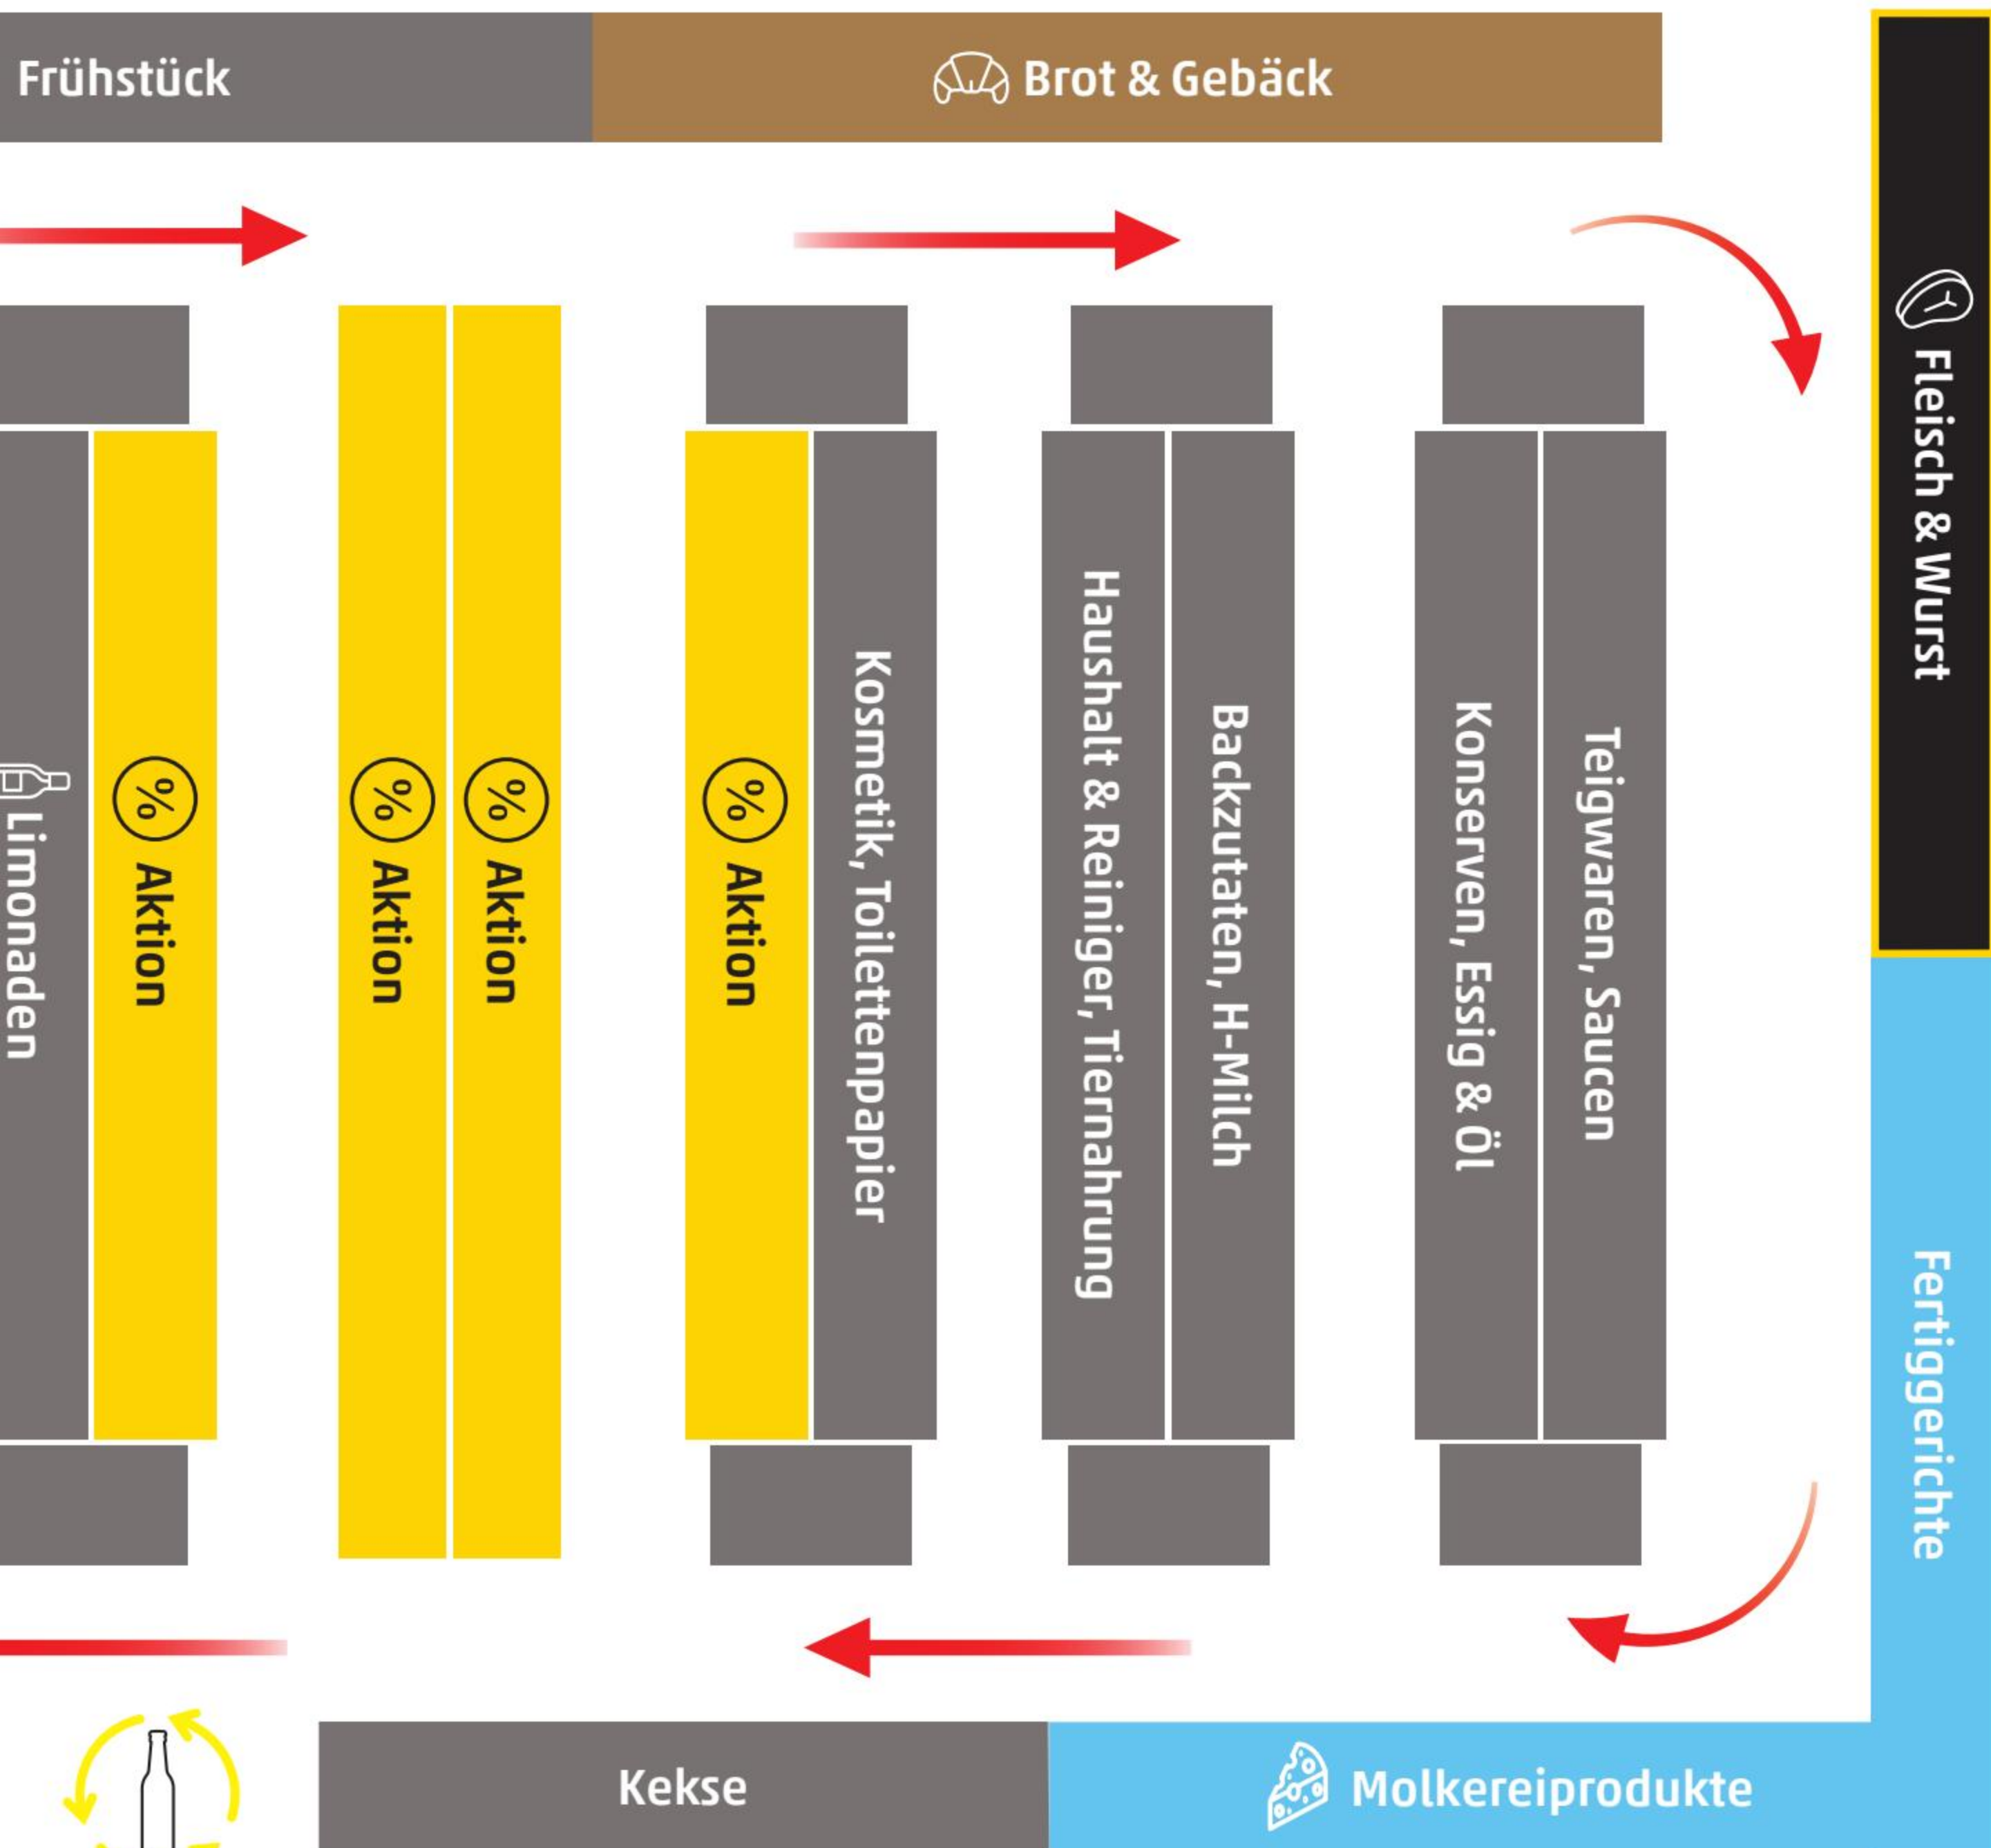 Frühstück
Brot & Gebäck
Fleisch & Wurst
Limonaden
% Aktion
% Aktion
% Aktion
% Aktion
Kosmetik, Toilettenpapier
Haushalt & Reiniger, Tiernahrung
Backzutaten, H-Milch
Konserven, Essig & Öl
Teigwaren, Saucen
Fertiggerichte
Kekse
Molkereiprodukte